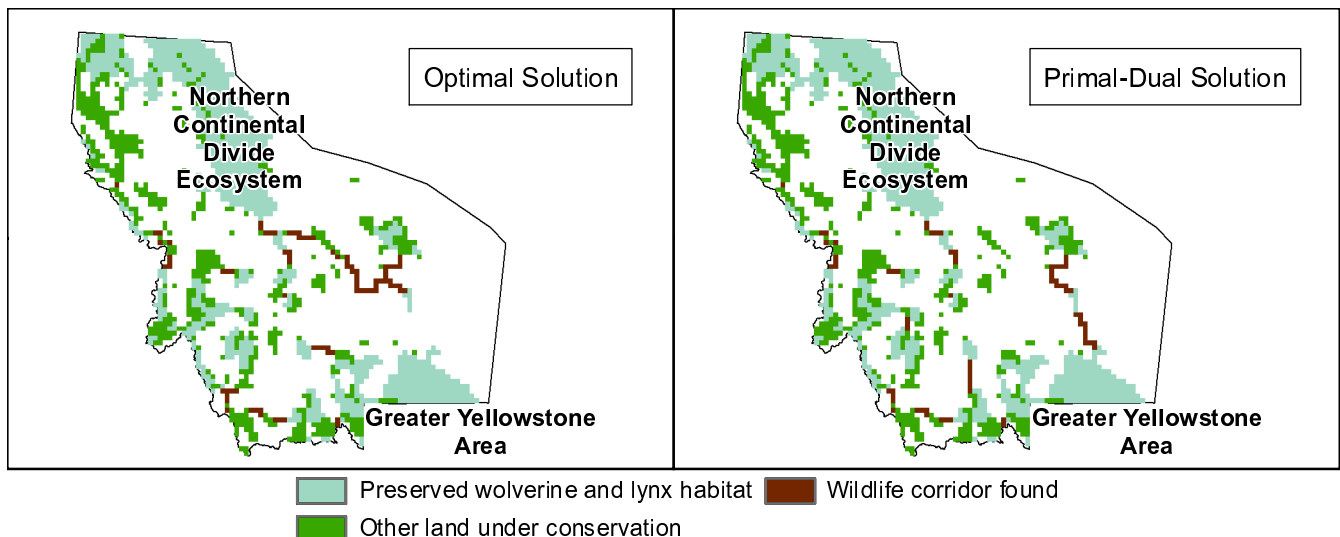 Optimal Solution
Northern
Continental
Divide
Ecosystem
Greater Yellowstone
Area
Primal-Dual Solution
Northern
Continental
Divide
Ecosystem
Greater Yellowstone
Area
Preserved wolverine and lynx habitat
Wildlife corridor found
Other land under conservation